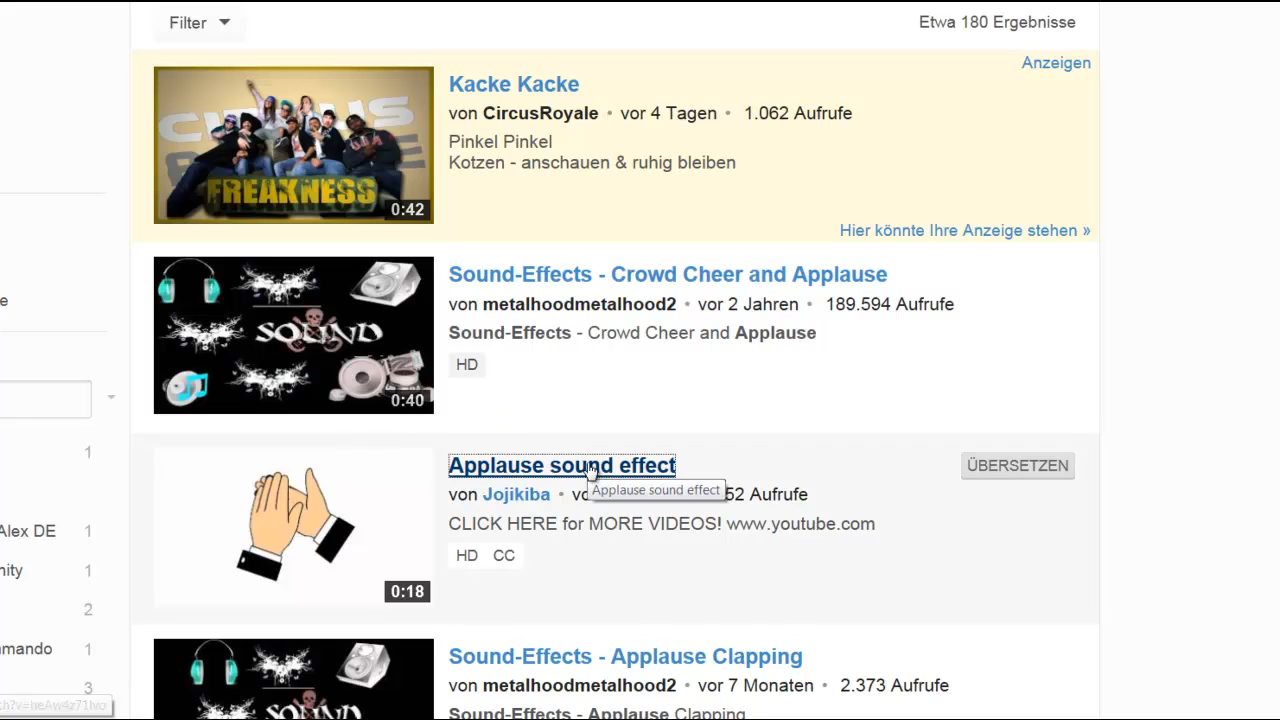 Filter
Etwa 180 Ergebnisse
Anzeigen
FREAKNESS
0:42
Kacke Kacke
von CircusRoyale • vor 4 Tagen • 1.062 Aufrufe
Pinkel Pinkel
Kotzen - anschauen & ruhig bleiben
Hier könnte Ihre Anzeige stehen »
SOUND
0:40
Sound-Effects - Crowd Cheer and Applause
von metalhoodmetalhood2 • vor 2 Jahren • 189.594 Aufrufe
Sound-Effects - Crowd Cheer and Applause
HD
0:18
Applause sound effect
ÜBERSETZEN
Applause sound effect
von Jojikiba • 52 Aufrufe
CLICK HERE for MORE VIDEOS! www.youtube.com
HD CC
SOUND
Sound-Effects - Applause Clapping
von metalhoodmetalhood2 • vor 7 Monaten • 2.373 Aufrufe
Sound-Effects - Applause Clapping
e
1
Alex DE 1
nity 1
2
mmando 1
3